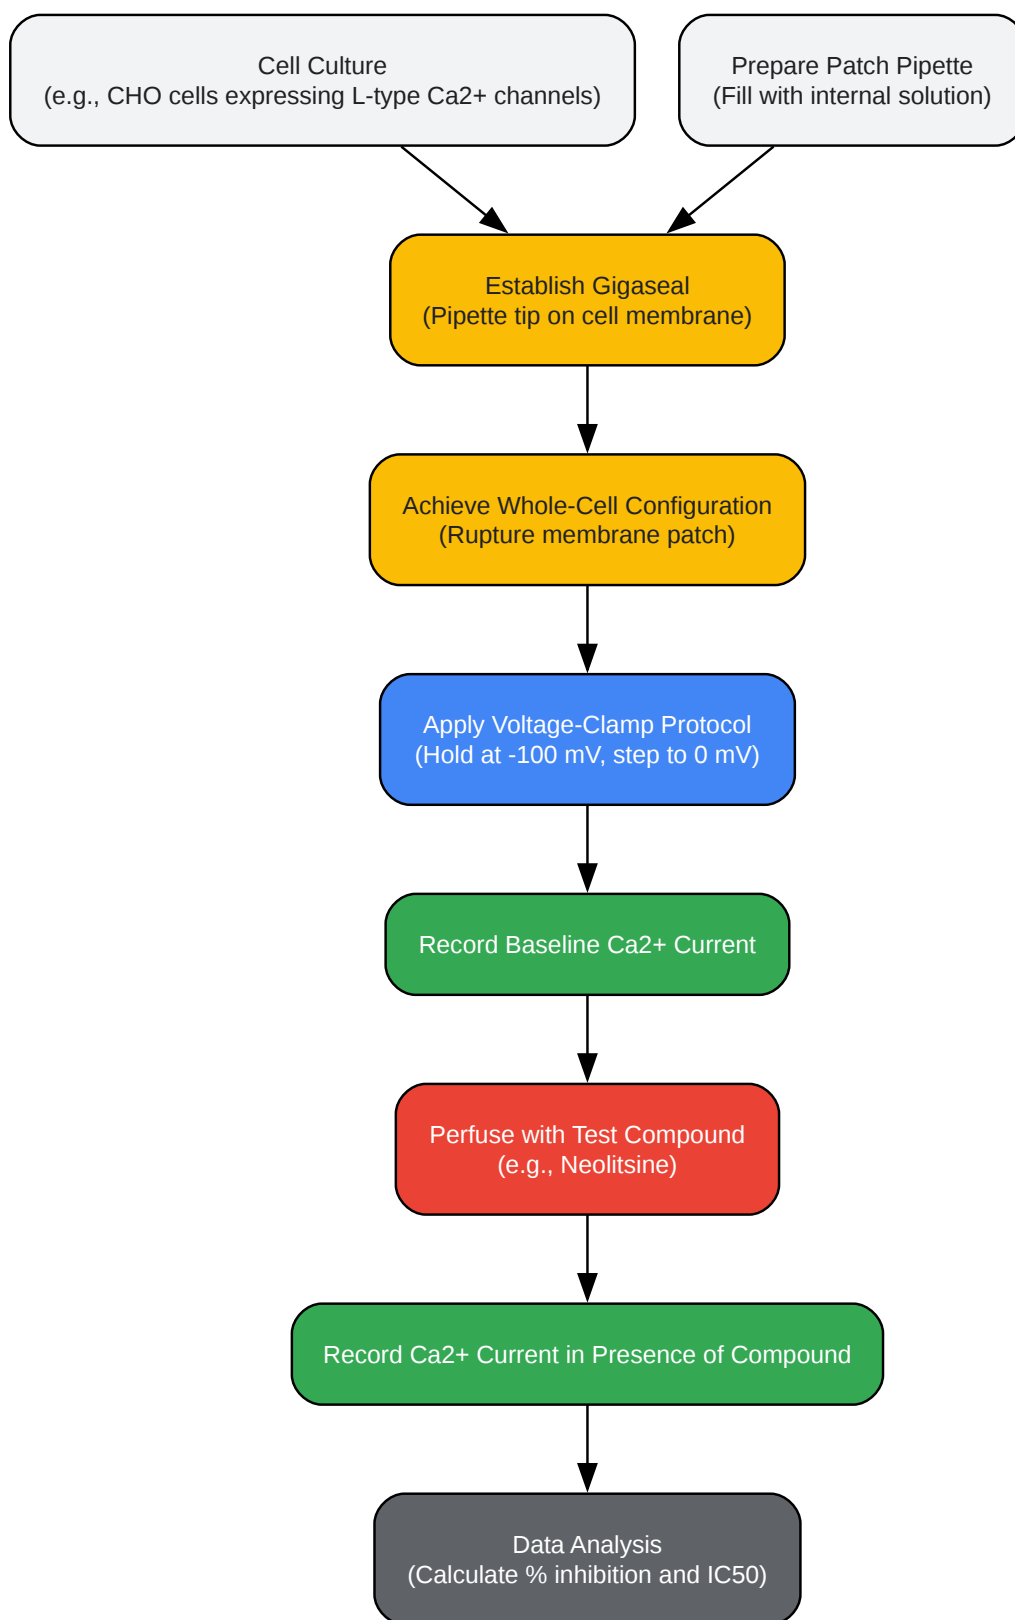 Cell Culture
(e.g., CHO cells expressing L-type Ca2+ channels)
Prepare Patch Pipette
(Fill with internal solution)
Establish Gigaseal
(Pipette tip on cell membrane)
Achieve Whole-Cell Configuration
(Rupture membrane patch)
Apply Voltage-Clamp Protocol
(Hold at -100 mV, step to 0 mV)
Record Baseline Ca2+ Current
Perfuse with Test Compound
(e.g., Neolitsine)
Record Ca2+ Current in Presence of Compound
Data Analysis
(Calculate % inhibition and IC50)